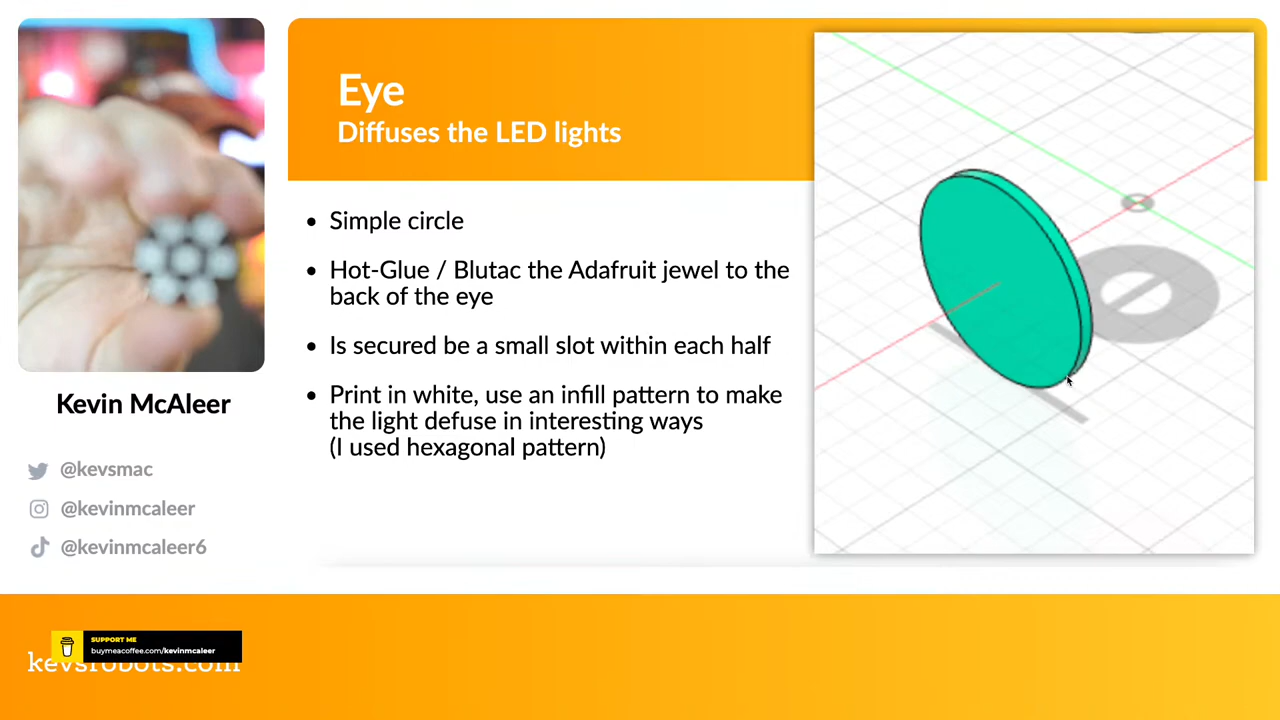 Eye
Diffuses the LED lights
• Simple circle
• Hot-Glue / Blutac the Adafruit jewel to the
back of the eye
• Is secured be a small slot within each half
• Print in white, use an infill pattern to make
the light defuse in interesting ways
(I used hexagonal pattern)
Kevin McAleer
@kevsmac
@kevinmcaleer
@kevinmcaleer6
SUPPORT ME
buymeacoffee.com/kevinmcaleer
kevsrobots.com